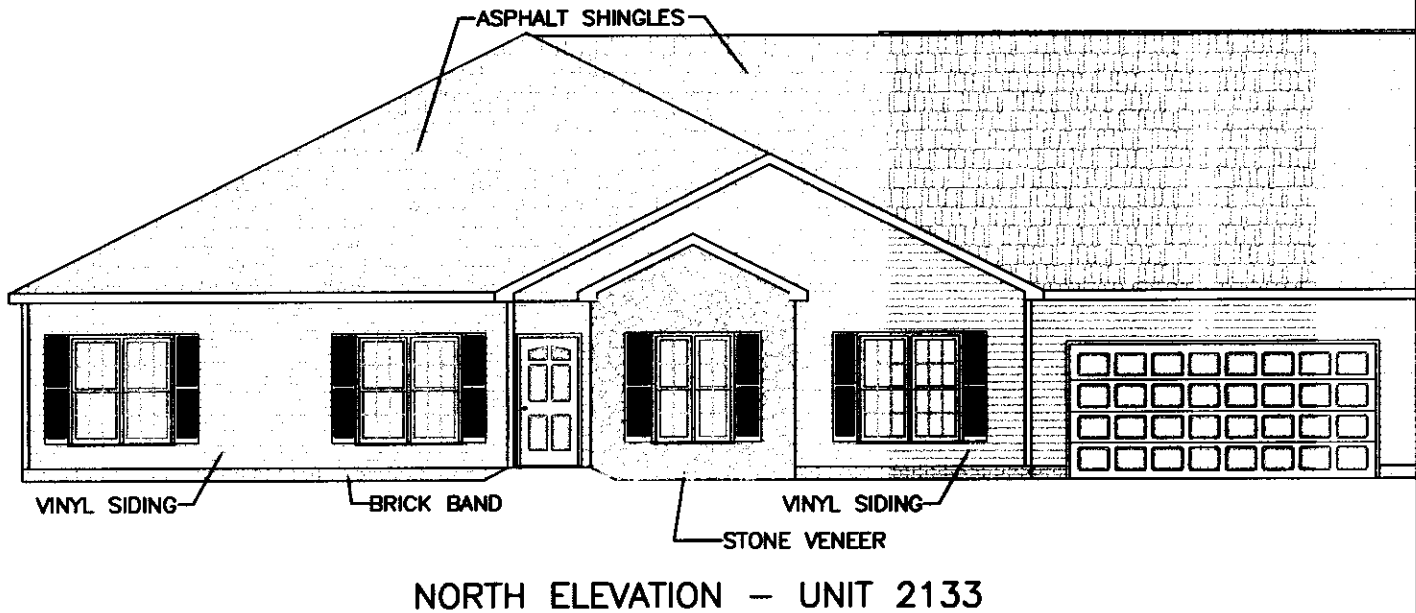 ASPHALT SHINGLES
VINYL SIDING
BRICK BAND
VINYL SIDING
STONE VENEER
NORTH ELEVATION – UNIT 2133